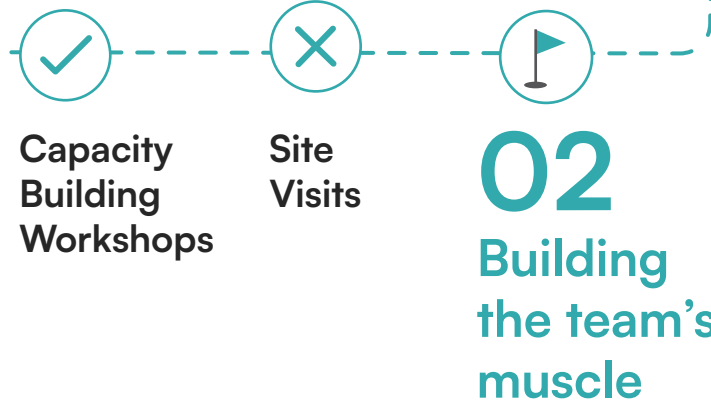 Capacity
Building
Workshops
Site
Visits
02
Building
the team's
muscle